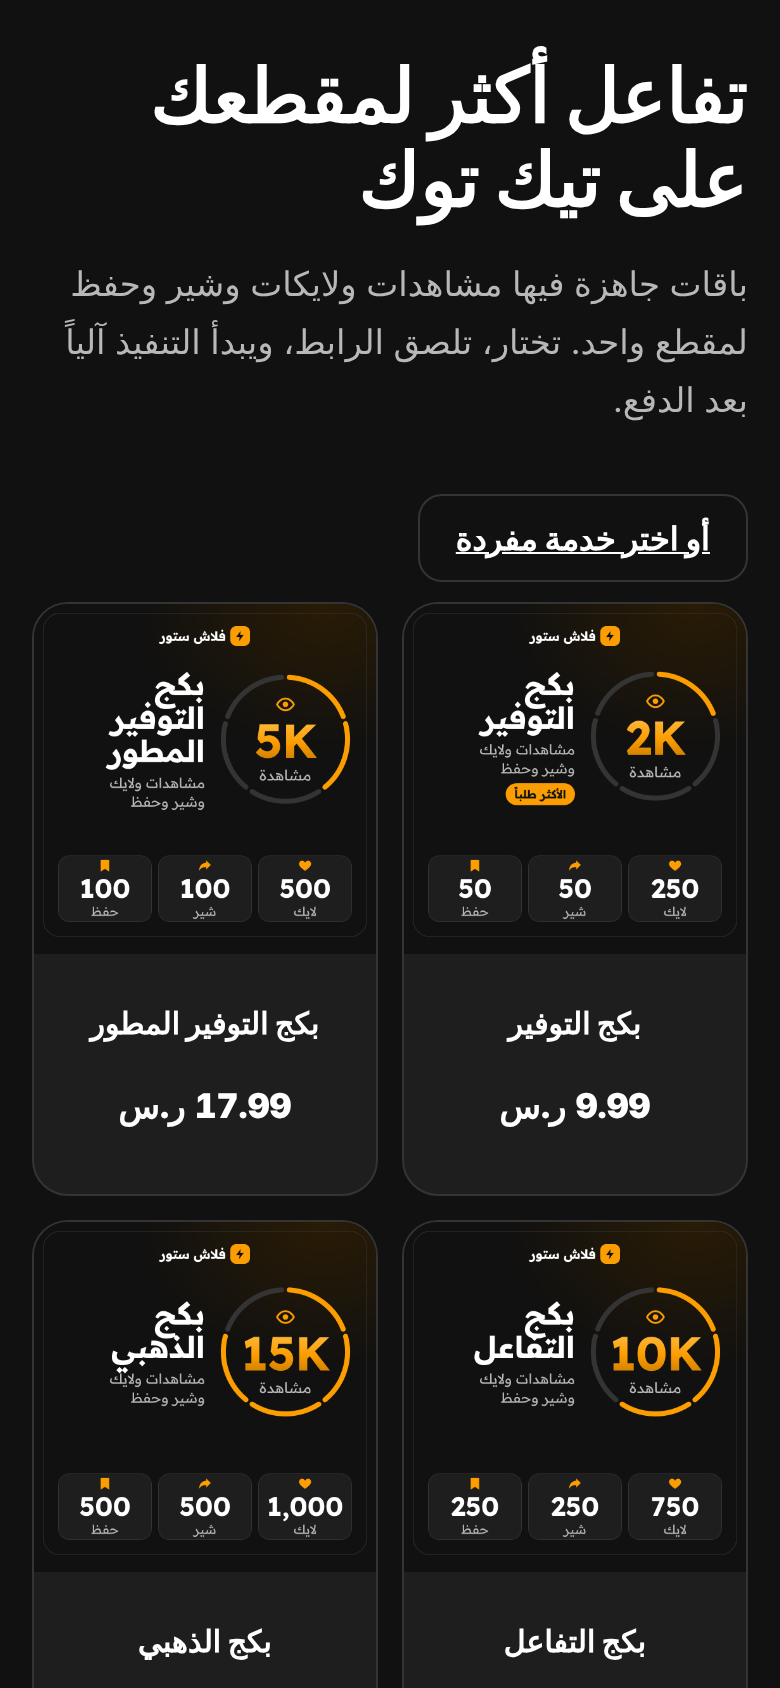 تفاعل أكثر لمقطعك
على تيك توك
باقات جاهزة فيها مشاهدات ولايكات وشير وحفظ
لمقطع واحد. تختار، تلصق الرابط، ويبدأ التنفيذ آلياً
بعد الدفع.
أو اختر خدمة مفردة
فلاش ستور
بكج
التوفير
مشاهدات ولايك
وشير وحفظ
الأكثر طلباً
2K
مشاهدة
250
لايك
50
شير
50
حفظ
بكج التوفير
9.99 ر.س
فلاش ستور
بكج
التوفير
المطور
مشاهدات ولايك
وشير وحفظ
5K
مشاهدة
500
لايك
100
شير
100
حفظ
بكج التوفير المطور
17.99 ر.س
فلاش ستور
بكج
التفاعل
مشاهدات ولايك
وشير وحفظ
10K
مشاهدة
750
لايك
250
شير
250
حفظ
بكج التفاعل
فلاش ستور
بكج
الذهبي
مشاهدات ولايك
وشير وحفظ
15K
مشاهدة
1,000
لايك
500
شير
500
حفظ
بكج الذهبي